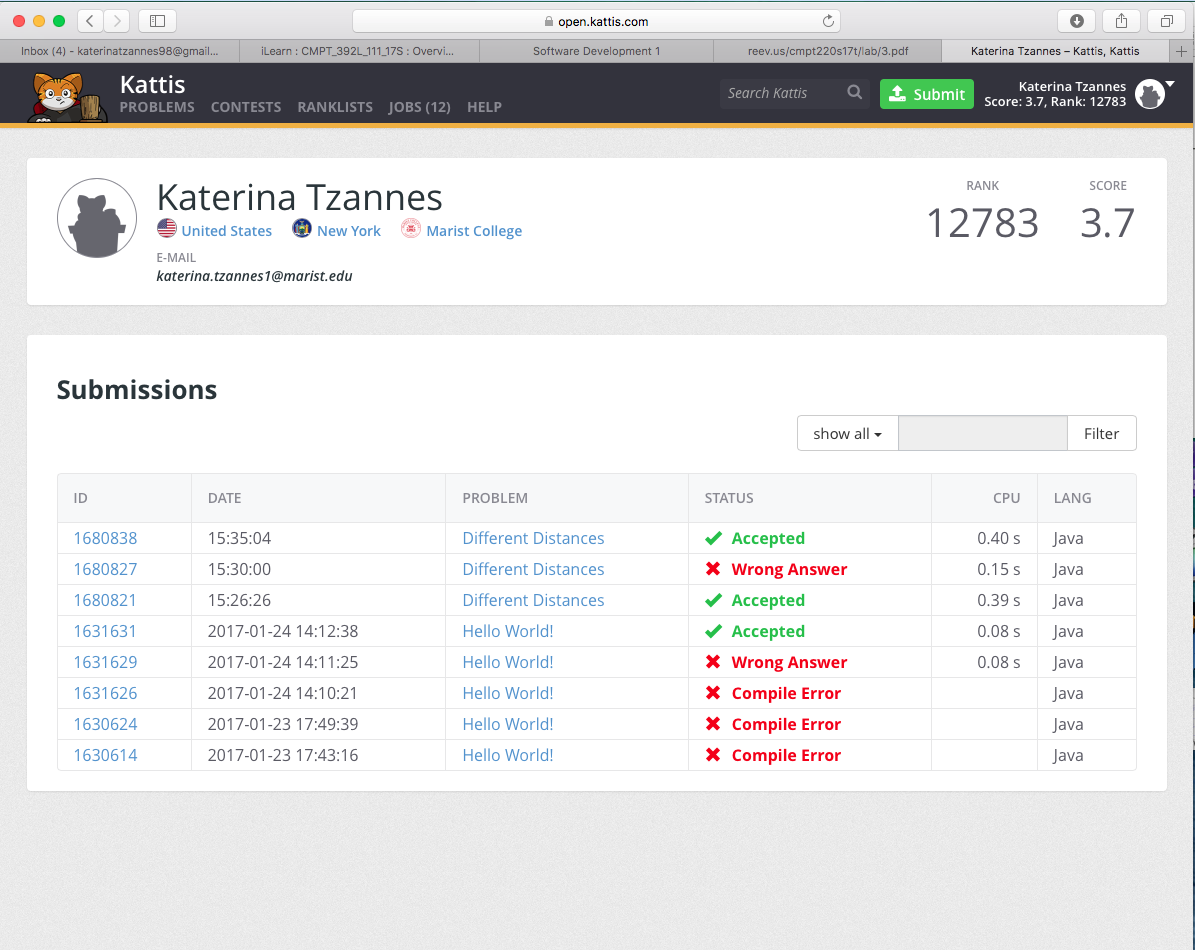 open.kattis.com
Inbox (4) - katerinatzannes98@gmail... iLearn : CMPT_392L_111_17S : Overvi... Software Development 1 reev.us/cmpt220s17t/lab/3.pdf Katerina Tzannes – Kattis, Kattis
Kattis
PROBLEMS CONTESTS RANKLISTS JOBS (12) HELP
Search Kattis Submit
Katerina Tzannes
Score: 3.7, Rank: 12783
Katerina Tzannes
United States New York Marist College
E-MAIL
katerina.tzannes1@marist.edu
RANK SCORE
12783 3.7
Submissions
show all Filter
ID DATE PROBLEM STATUS CPU LANG
1680838 15:35:04 Different Distances Accepted 0.40 s Java
1680827 15:30:00 Different Distances Wrong Answer 0.15 s Java
1680821 15:26:26 Different Distances Accepted 0.39 s Java
1631631 2017-01-24 14:12:38 Hello World! Accepted 0.08 s Java
1631629 2017-01-24 14:11:25 Hello World! Wrong Answer 0.08 s Java
1631626 2017-01-24 14:10:21 Hello World! Compile Error Java
1630624 2017-01-23 17:49:39 Hello World! Compile Error Java
1630614 2017-01-23 17:43:16 Hello World! Compile Error Java